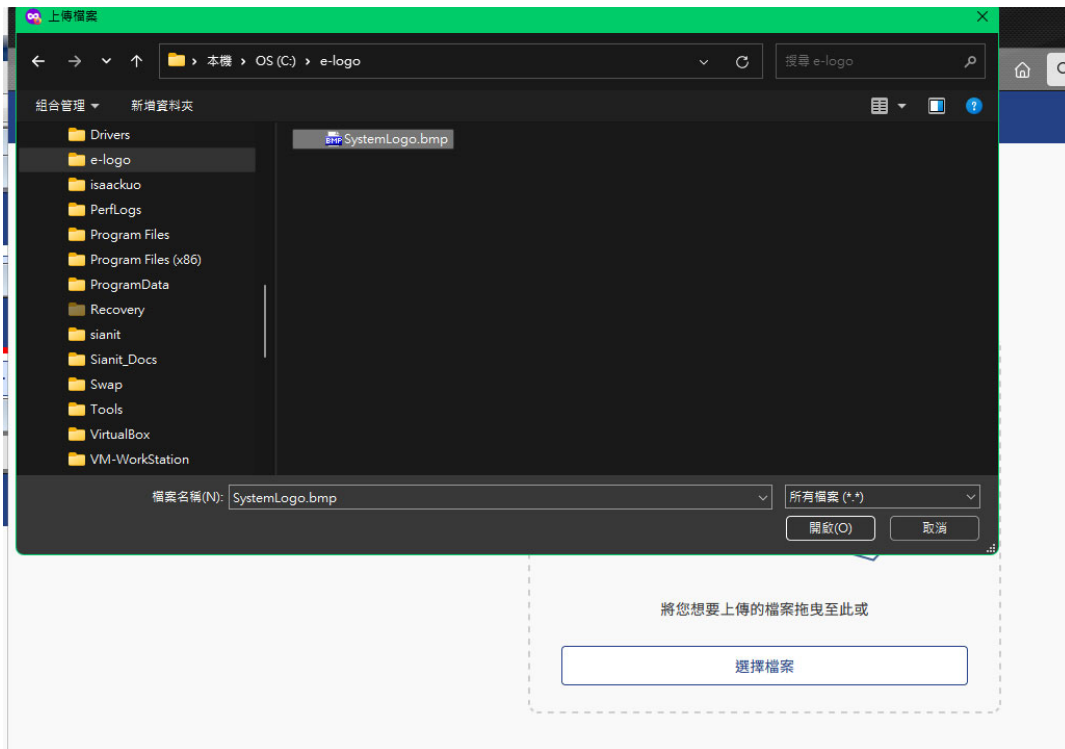 上傳檔案
本機 › OS (C:) › e-logo
搜尋 e-logo
組合管理
新增資料夾
Drivers
e-logo
isaackuo
PerfLogs
Program Files
Program Files (x86)
ProgramData
Recovery
sianit
Sianit_Docs
Swap
Tools
VirtualBox
VM-WorkStation
BMP SystemLogo.bmp
檔案名稱(N): SystemLogo.bmp
所有檔案 (*.*)
開啟(O)
取消
將您想要上傳的檔案拖曳至此或
選擇檔案